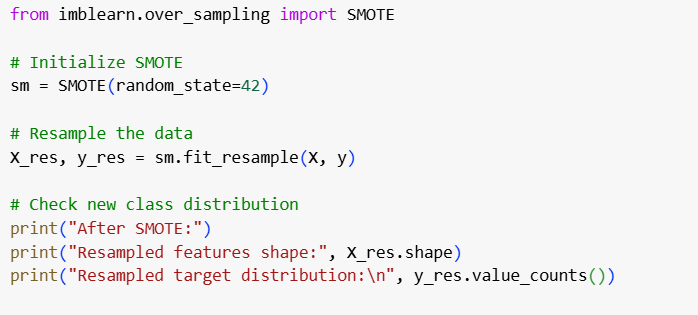 from imblearn.over_sampling import SMOTE
# Initialize SMOTE
sm = SMOTE(random_state=42)
# Resample the data
X_res, y_res = sm.fit_resample(X, y)
# Check new class distribution
print("After SMOTE:")
print("Resampled features shape:", X_res.shape)
print("Resampled target distribution:\n", y_res.value_counts())